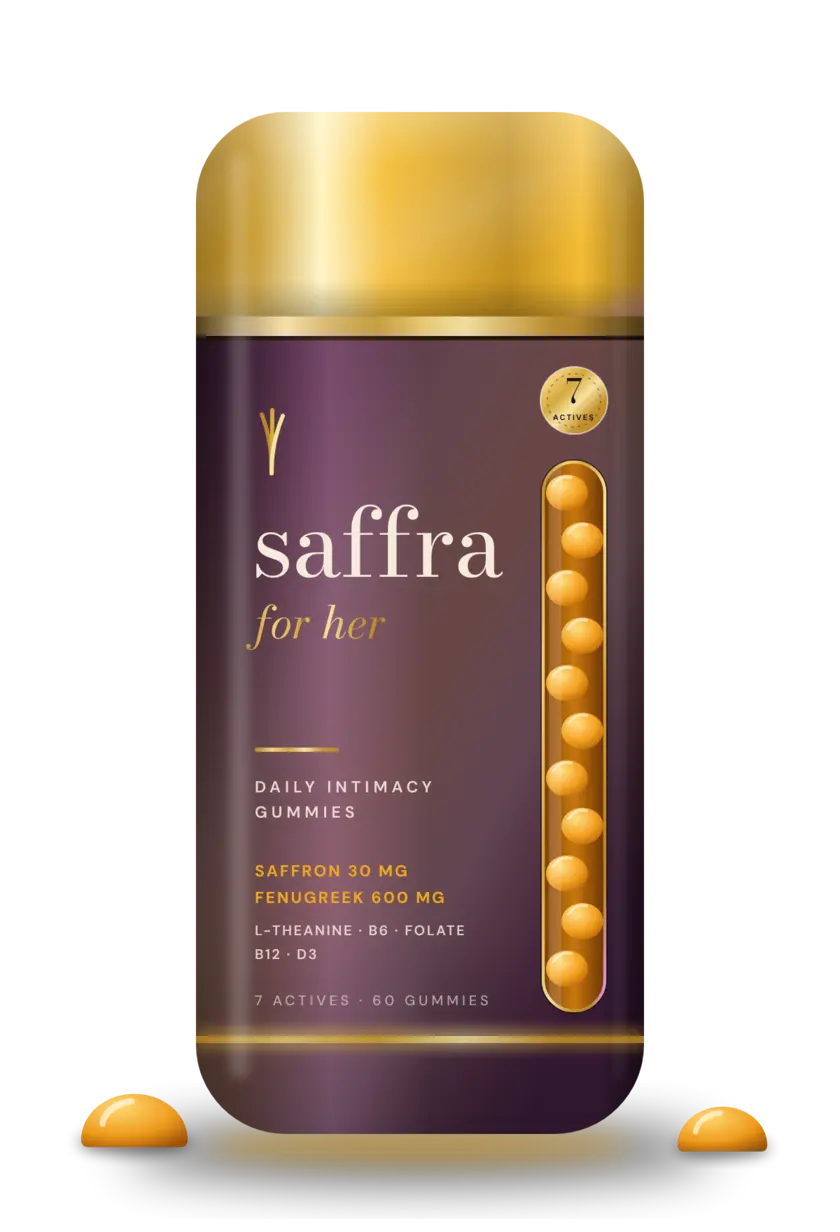 7
ACTIVES
saffra
for her
DAILY INTIMACY
GUMMIES
SAFFRON 30 MG
FENUGREEK 600 MG
L-THEANINE · B6 · FOLATE
B12 · D3
7 ACTIVES · 60 GUMMIES